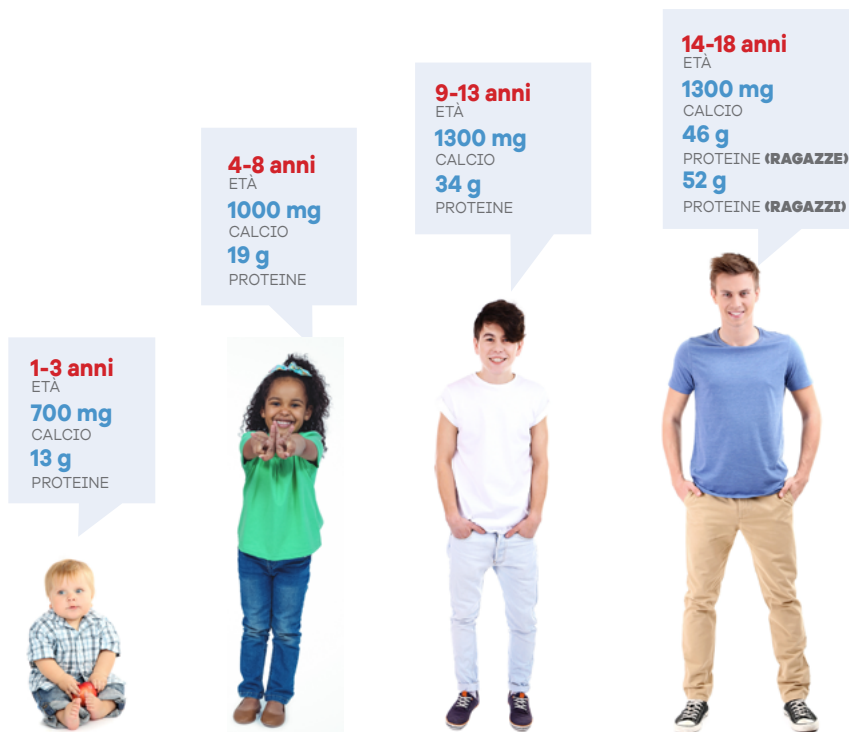 1-3 anni
ETÀ
700 mg
CALCIO
13 g
PROTEINE
4-8 anni
ETÀ
1000 mg
CALCIO
19 g
PROTEINE
9-13 anni
ETÀ
1300 mg
CALCIO
34 g
PROTEINE
14-18 anni
ETÀ
1300 mg
CALCIO
46 g
PROTEINE (RAGAZZE)
52 g
PROTEINE (RAGAZZI)